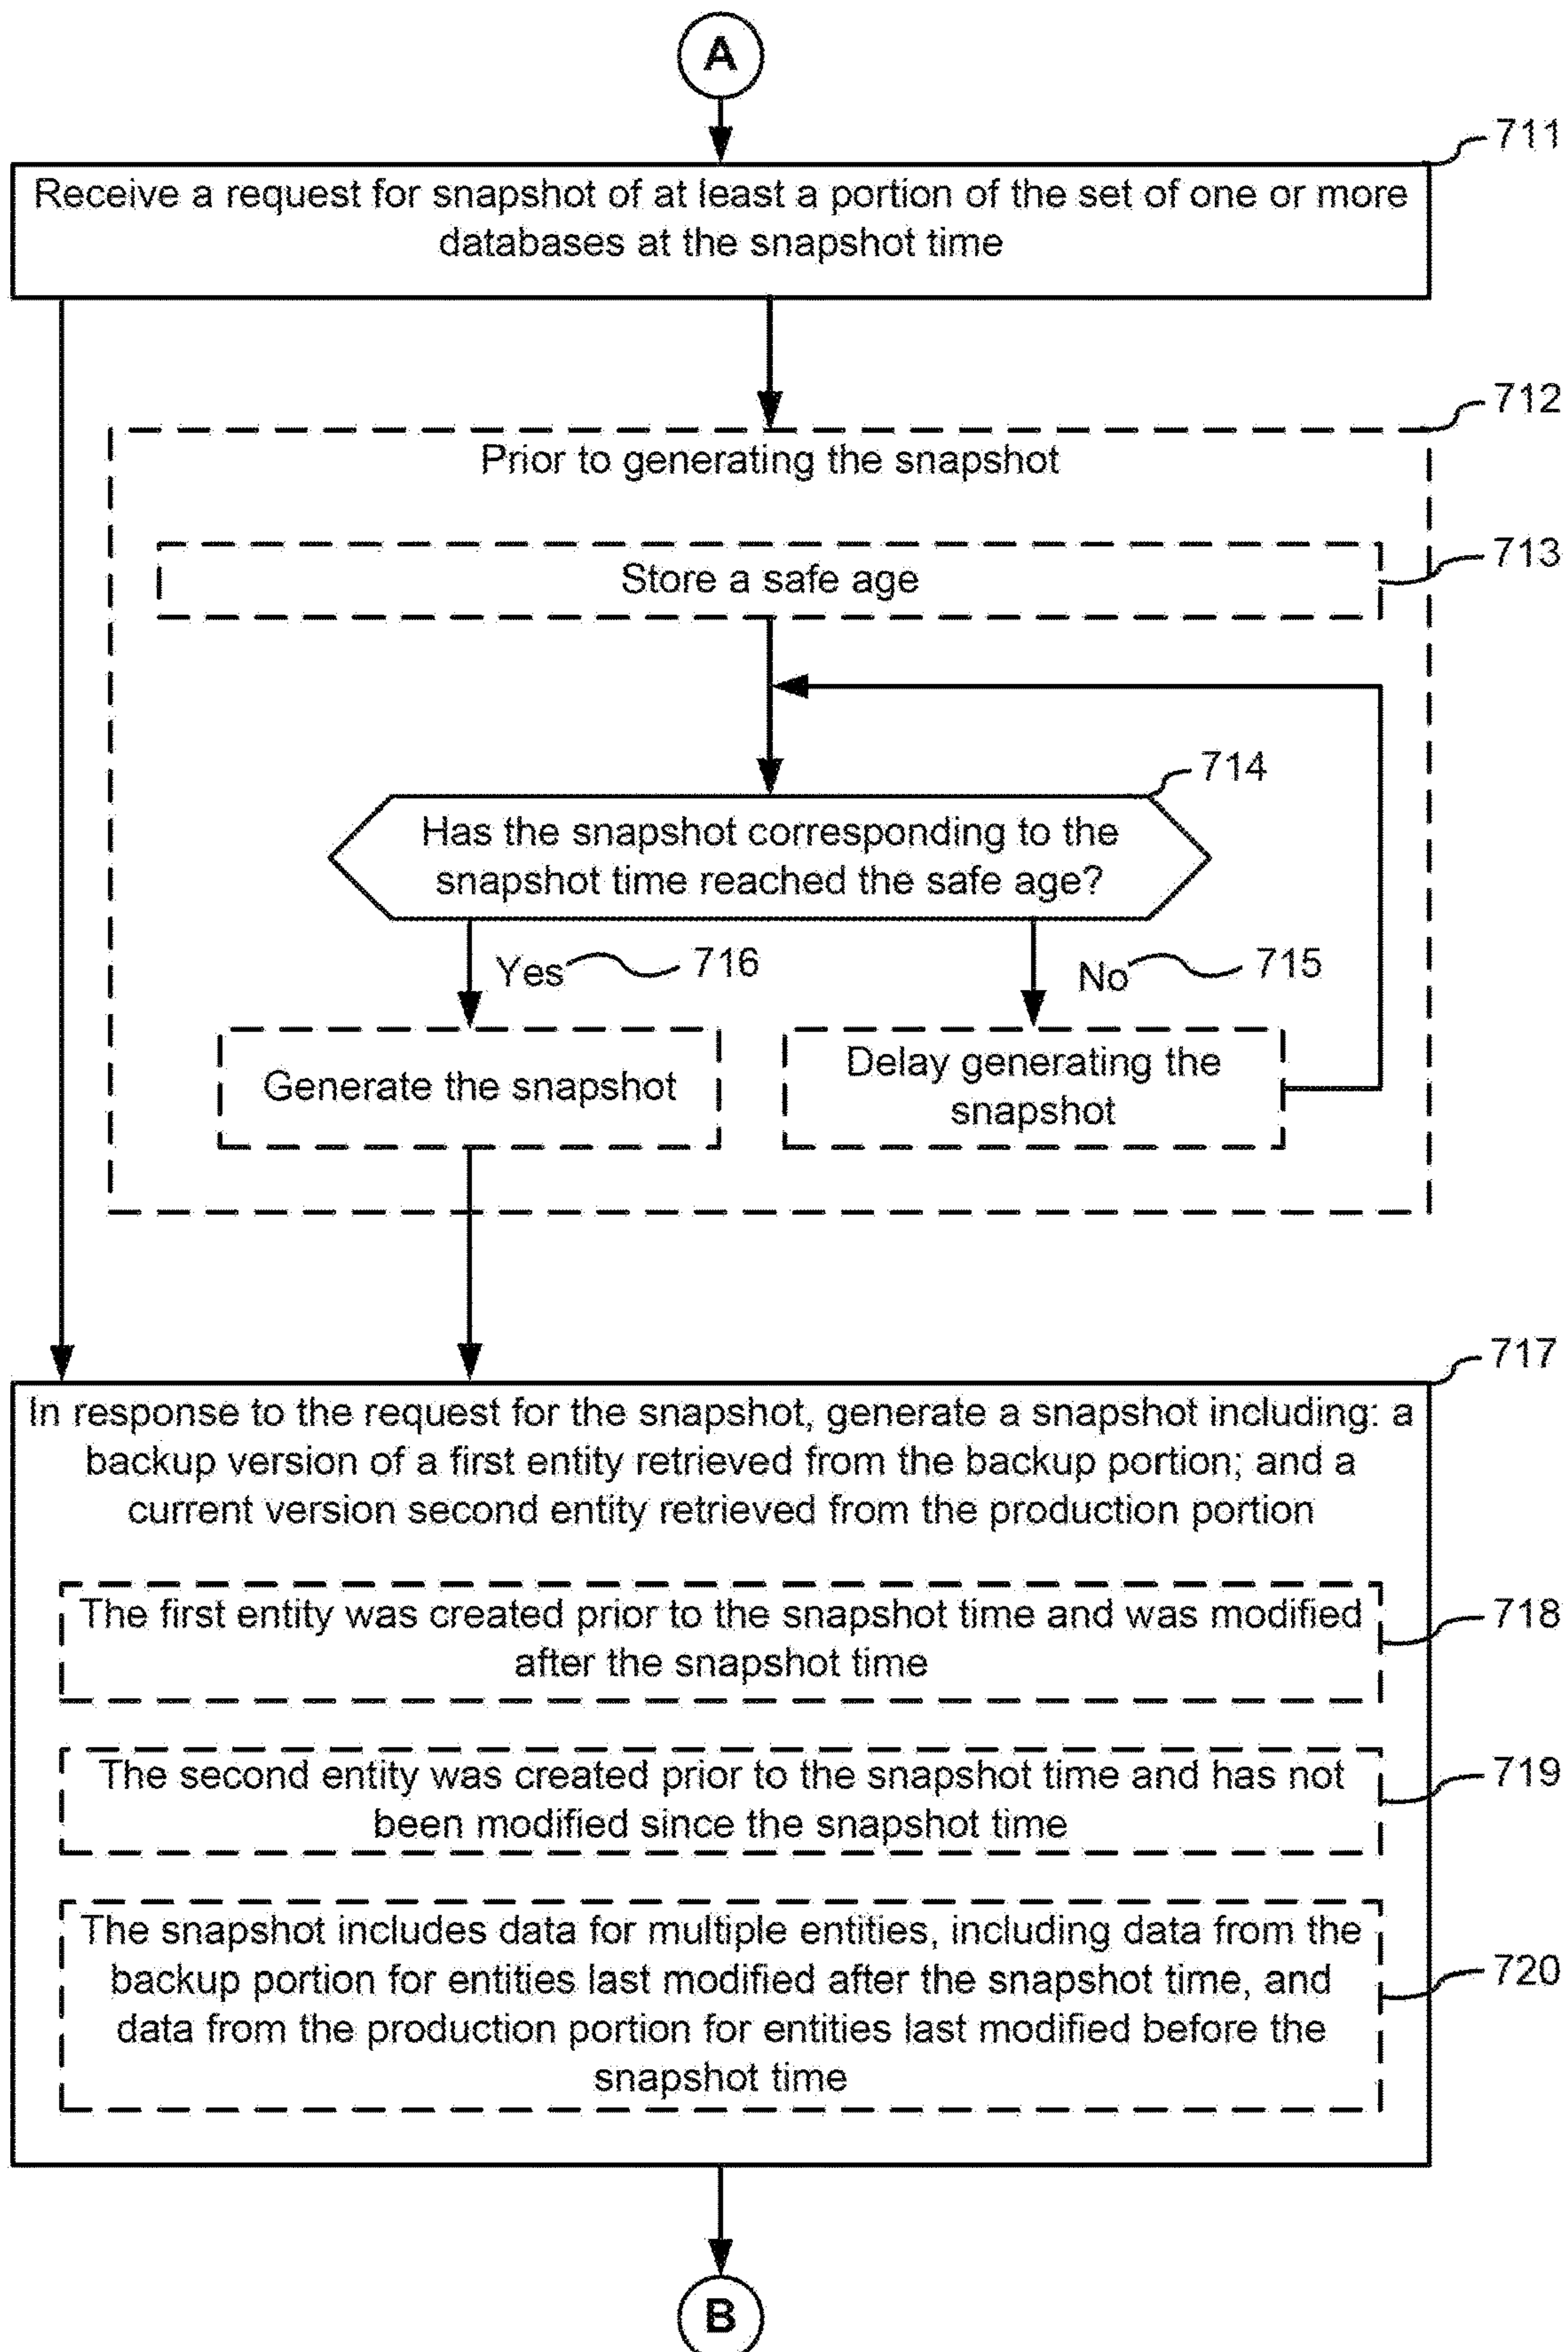 A
711
Receive a request for snapshot of at least a portion of the set of one or more
databases at the snapshot time
712
Prior to generating the snapshot
713
Store a safe age
714
Has the snapshot corresponding to the
snapshot time reached the safe age?
Yes 716
No 715
Generate the snapshot
Delay generating the
snapshot
717
In response to the request for the snapshot, generate a snapshot including: a
backup version of a first entity retrieved from the backup portion; and a
current version second entity retrieved from the production portion
The first entity was created prior to the snapshot time and was modified
after the snapshot time
718
The second entity was created prior to the snapshot time and has not
been modified since the snapshot time
719
The snapshot includes data for multiple entities, including data from the
backup portion for entities last modified after the snapshot time, and
data from the production portion for entities last modified before the
snapshot time
720
B